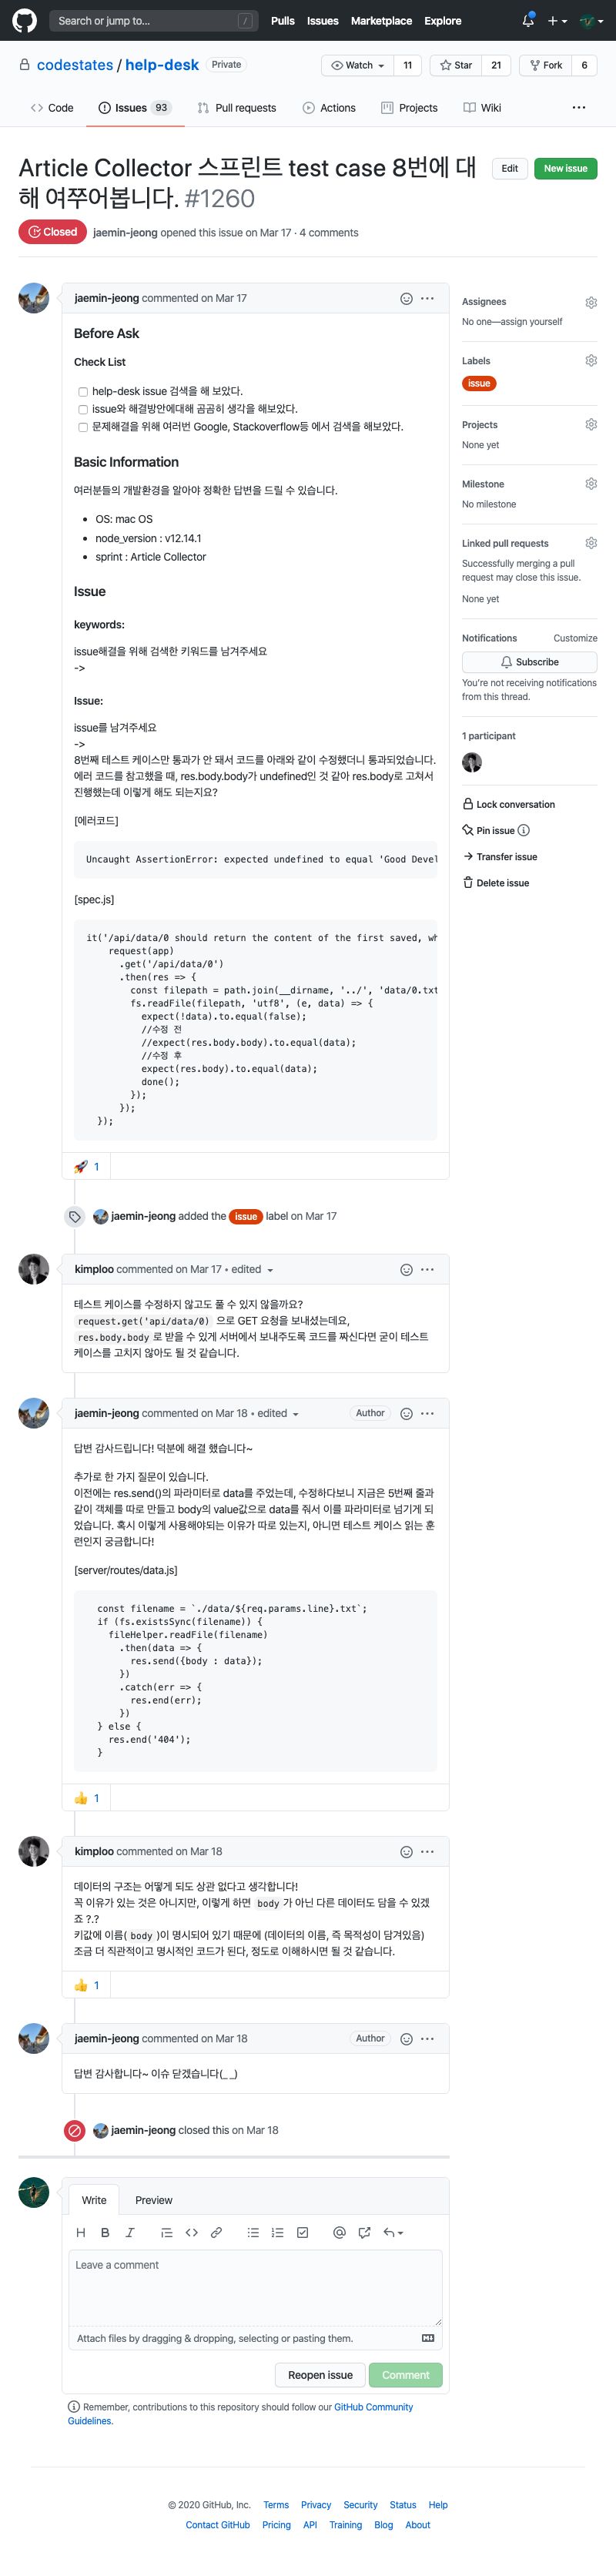 Search or jump to...
/
Pulls Issues Marketplace Explore
codestates / help-desk Private
Watch 11 Star 21 Fork 6
Code Issues 93 Pull requests Actions Projects Wiki
Article Collector 스프린트 test case 8번에 대
해 여쭈어봅니다. #1260
Edit New issue
Closed jaemin-jeong opened this issue on Mar 17 · 4 comments
jaemin-jeong commented on Mar 17
Before Ask
Check List
help-desk issue 검색을 해 보았다.
issue와 해결방안에대해 곰곰히 생각을 해보았다.
문제해결을 위해 여러번 Google, Stackoverflow등 에서 검색을 해보았다.
Basic Information
여러분들의 개발환경을 알아야 정확한 답변을 드릴 수 있습니다.
• OS: mac OS
• node_version : v12.14.1
• sprint : Article Collector
Issue
keywords:
issue해결을 위해 검색한 키워드를 남겨주세요
->
Issue:
issue를 남겨주세요
->
8번째 테스트 케이스만 통과가 안 돼서 코드를 아래와 같이 수정했더니 통과되었습니다.
에러 코드를 참고했을 때, res.body.body가 undefined인 것 같아 res.body로 고쳐서
진행했는데 이렇게 해도 되는지요?
[에러코드]
Uncaught AssertionError: expected undefined to equal 'Good Devel
[spec.js]
it('/api/data/0 should return the content of the first saved, wh
request(app)
.get('/api/data/0')
.then(res => {
const filepath = path.join(__dirname, '../', 'data/0.txt
fs.readFile(filepath, 'utf8', (e, data) => {
expect(!data).to.equal(false);
//수정 전
//expect(res.body.body).to.equal(data);
//수정 후
expect(res.body).to.equal(data);
done();
});
});
});
🚀 1
jaemin-jeong added the issue label on Mar 17
kimploo commented on Mar 17 • edited
테스트 케이스를 수정하지 않고도 풀 수 있지 않을까요?
request.get('api/data/0) 으로 GET 요청을 보내셨는데요,
res.body.body 로 받을 수 있게 서버에서 보내주도록 코드를 짜신다면 굳이 테스트
케이스를 고치지 않아도 될 것 같습니다.
jaemin-jeong commented on Mar 18 • edited Author
답변 감사드립니다! 덕분에 해결 했습니다~
추가로 한 가지 질문이 있습니다.
이전에는 res.send()의 파라미터로 data를 주었는데, 수정하다보니 지금은 5번째 줄과
같이 객체를 따로 만들고 body의 value값으로 data를 줘서 이를 파라미터로 넘기게 되
었습니다. 혹시 이렇게 사용해야되는 이유가 따로 있는지, 아니면 테스트 케이스 읽는 훈
련인지 궁금합니다!
[server/routes/data.js]
const filename = `./data/${req.params.line}.txt`;
if (fs.existsSync(filename)) {
fileHelper.readFile(filename)
.then(data => {
res.send({body : data});
})
.catch(err => {
res.end(err);
})
} else {
res.end('404');
}
👍 1
kimploo commented on Mar 18
데이터의 구조는 어떻게 되도 상관 없다고 생각합니다!
꼭 이유가 있는 것은 아니지만, 이렇게 하면 body 가 아닌 다른 데이터도 담을 수 있겠
죠 ?.?
키값에 이름( body )이 명시되어 있기 때문에 (데이터의 이름, 즉 목적성이 담겨있음)
조금 더 직관적이고 명시적인 코드가 된다, 정도로 이해하시면 될 것 같습니다.
👍 1
jaemin-jeong commented on Mar 18 Author
답변 감사합니다~ 이슈 닫겠습니다(_ _)
jaemin-jeong closed this on Mar 18
Write Preview
Leave a comment
Attach files by dragging & dropping, selecting or pasting them.
Reopen issue Comment
Remember, contributions to this repository should follow our GitHub Community
Guidelines.
Assignees
No one—assign yourself
Labels
issue
Projects
None yet
Milestone
No milestone
Linked pull requests
Successfully merging a pull
request may close this issue.
None yet
Notifications Customize
Subscribe
You're not receiving notifications
from this thread.
1 participant
Lock conversation
Pin issue
Transfer issue
Delete issue
© 2020 GitHub, Inc. Terms Privacy Security Status Help
Contact GitHub Pricing API Training Blog About